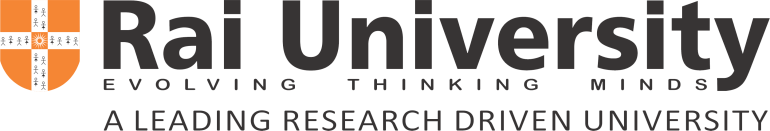 Rai University
EVOLVING THINKING MINDS
A LEADING RESEARCH DRIVEN UNIVERSITY